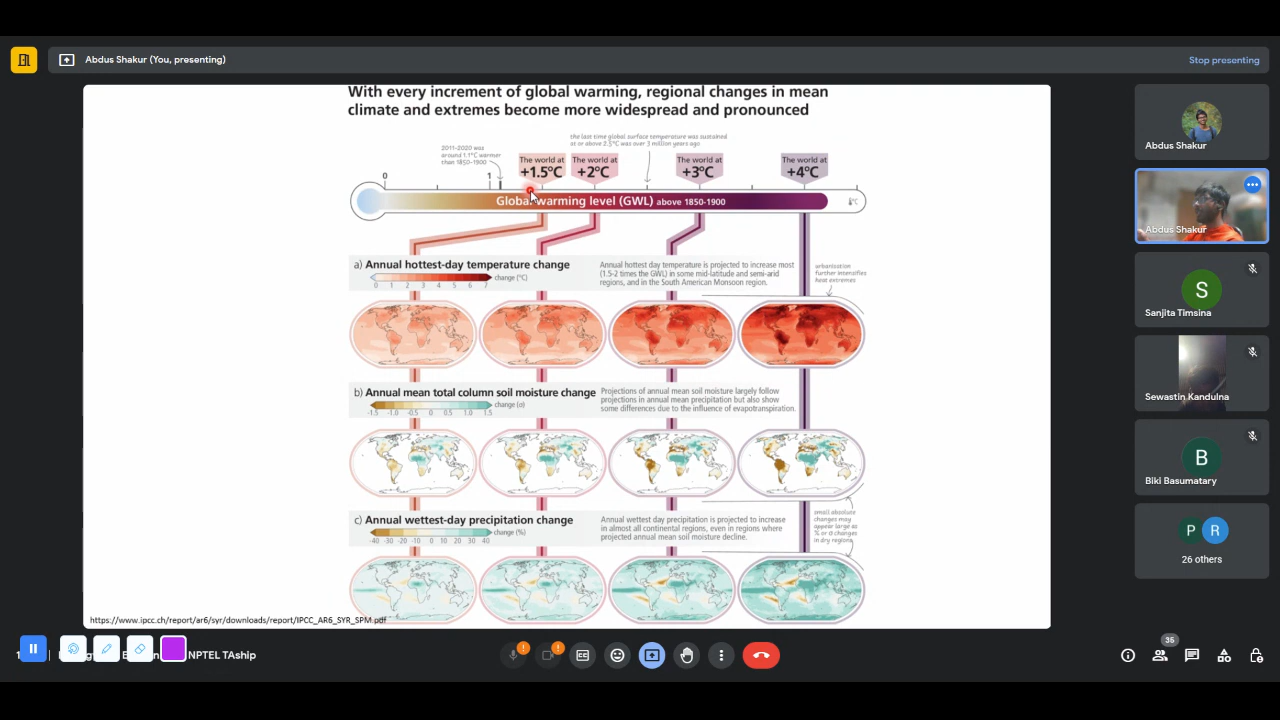 Abdus Shakur (You, presenting)
Stop presenting
With every increment of global warming, regional changes in mean
climate and extremes become more widespread and pronounced
the last time global surface temperature was sustained
at or above 2.5°C was over 3 million years ago
2011-2020 was
around 1.1°C warmer
than 1850-1900
The world at
+1.5°C
The world at
+2°C
The world at
+3°C
The world at
+4°C
0
1
Global warming level (GWL) above 1850-1900
°C
a) Annual hottest-day temperature change
change (°C)
0 1 2 3 4 5 6 7
Annual hottest day temperature is projected to increase most
(1.5-2 times the GWL) in some mid-latitude and semi-arid
regions, and in the South American Monsoon region.
urbanisation
further intensifies
heat extremes
b) Annual mean total column soil moisture change
change (σ)
-1.5 -1.0 -0.5 0 0.5 1.0 1.5
Projections of annual mean soil moisture largely follow
projections in annual mean precipitation but also show
some differences due to the influence of evapotranspiration.
c) Annual wettest-day precipitation change
change (%)
-40 -30 -20 -10 0 10 20 30 40
Annual wettest day precipitation is projected to increase
in almost all continental regions, even in regions where
projected annual mean soil moisture decline.
small absolute
changes may
appear large as
% or σ changes
in dry regions
https://www.ipcc.ch/report/ar6/syr/downloads/report/IPCC_AR6_SYR_SPM.pdf
Abdus Shakur
Abdus Shakur
S
Sanjita Timsina
Sewastin Kandulna
B
Biki Basumatary
P R
26 others
NPTEL TAship
36